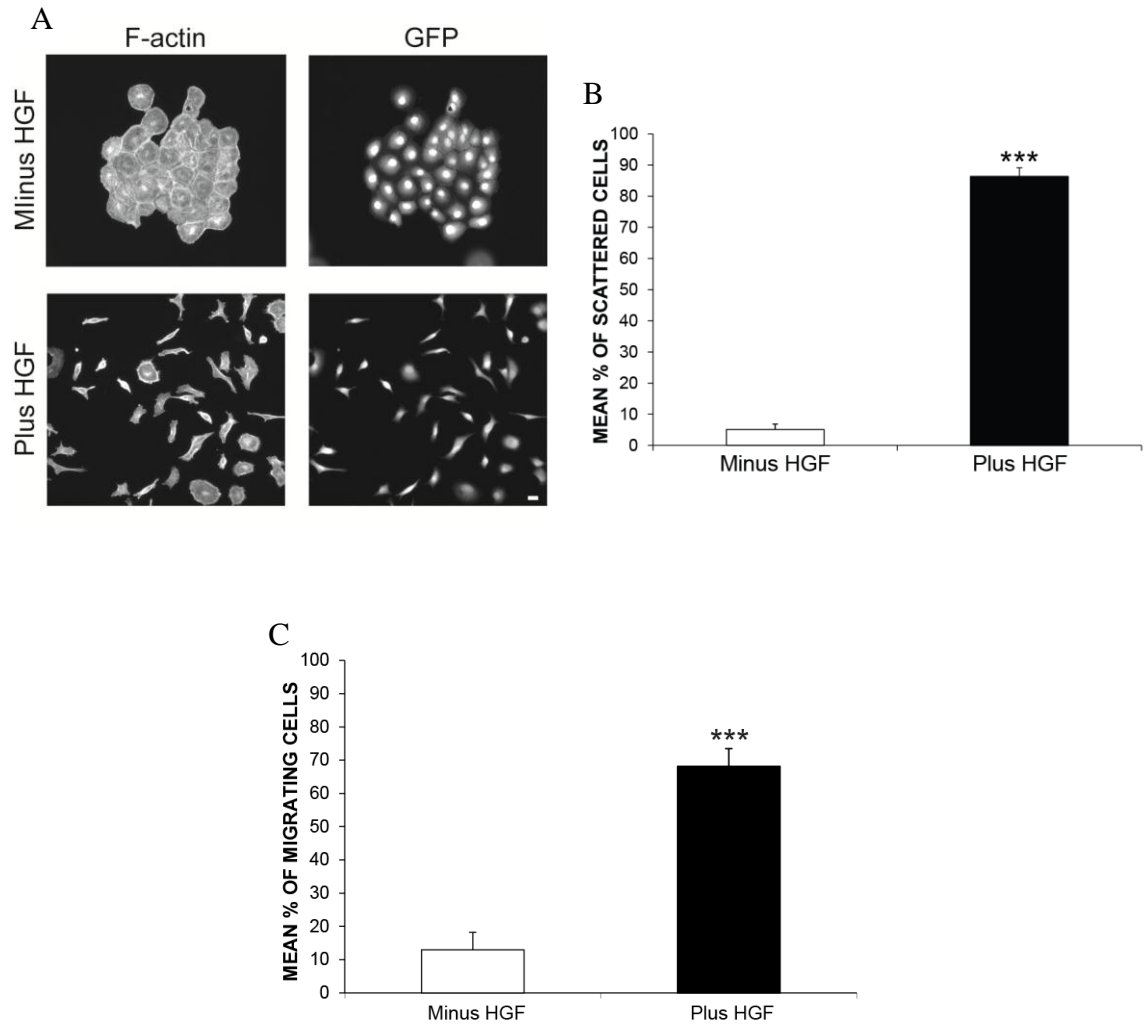 A
F-actin GFP
MIinus HGF
Plus HGF
B
MEAN % OF SCATTERED CELLS
100
90
80
70
60
50
40
30
20
10
0
***
Minus HGF Plus HGF
C
MEAN % OF MIGRATING CELLS
100
90
80
70
60
50
40
30
20
10
0
***
Minus HGF Plus HGF